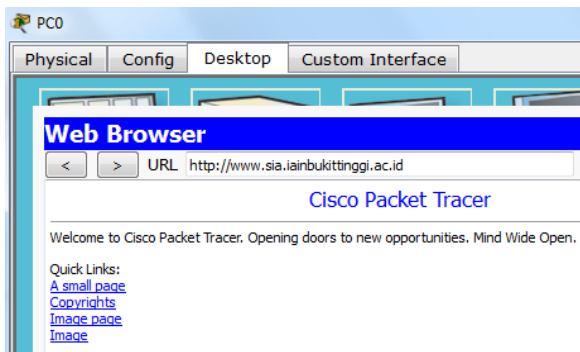 PC0
Physical Config Desktop Custom Interface
Web Browser
< > URL http://www.sia.iainbukittinggi.ac.id
Cisco Packet Tracer
Welcome to Cisco Packet Tracer. Opening doors to new opportunities. Mind Wide Open.
Quick Links:
A small page
Copyrights
Image page
Image